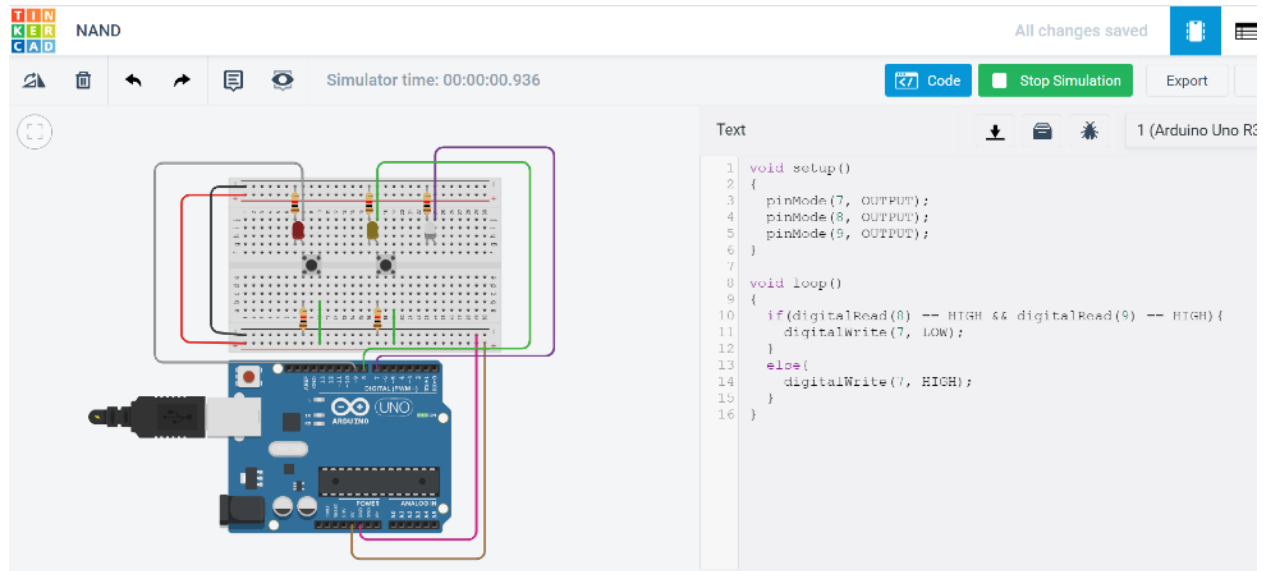 TIN
KER
CAD
NAND
All changes saved
Simulator time: 00:00:00.936
Code
Stop Simulation
Export
Text
1 (Arduino Uno R3
1 void setup()
2 {
3 pinMode(7, OUTPUT);
4 pinMode(8, OUTPUT);
5 pinMode(9, OUTPUT);
6 }
7
8 void loop()
9 {
10 if(digitalRead(8) == HIGH && digitalRead(9) == HIGH){
11 digitalWrite(7, LOW);
12 }
13 else{
14 digitalWrite(7, HIGH);
15 }
16 }
DIGITAL (PWM ~)
UNO
ARDUINO
POWER
ANALOG IN